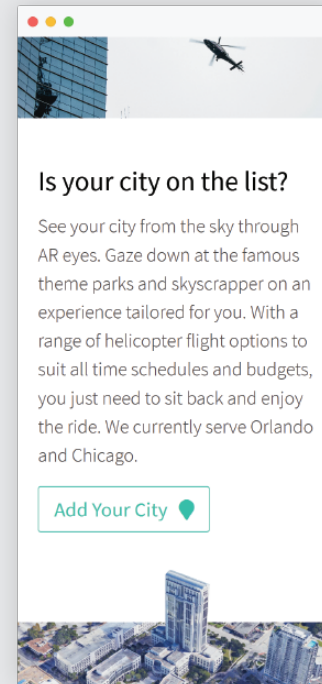 Is your city on the list?
See your city from the sky through
AR eyes. Gaze down at the famous
theme parks and skyscrapper on an
experience tailored for you. With a
range of helicopter flight options to
suit all time schedules and budgets,
you just need to sit back and enjoy
the ride. We currently serve Orlando
and Chicago.
Add Your City